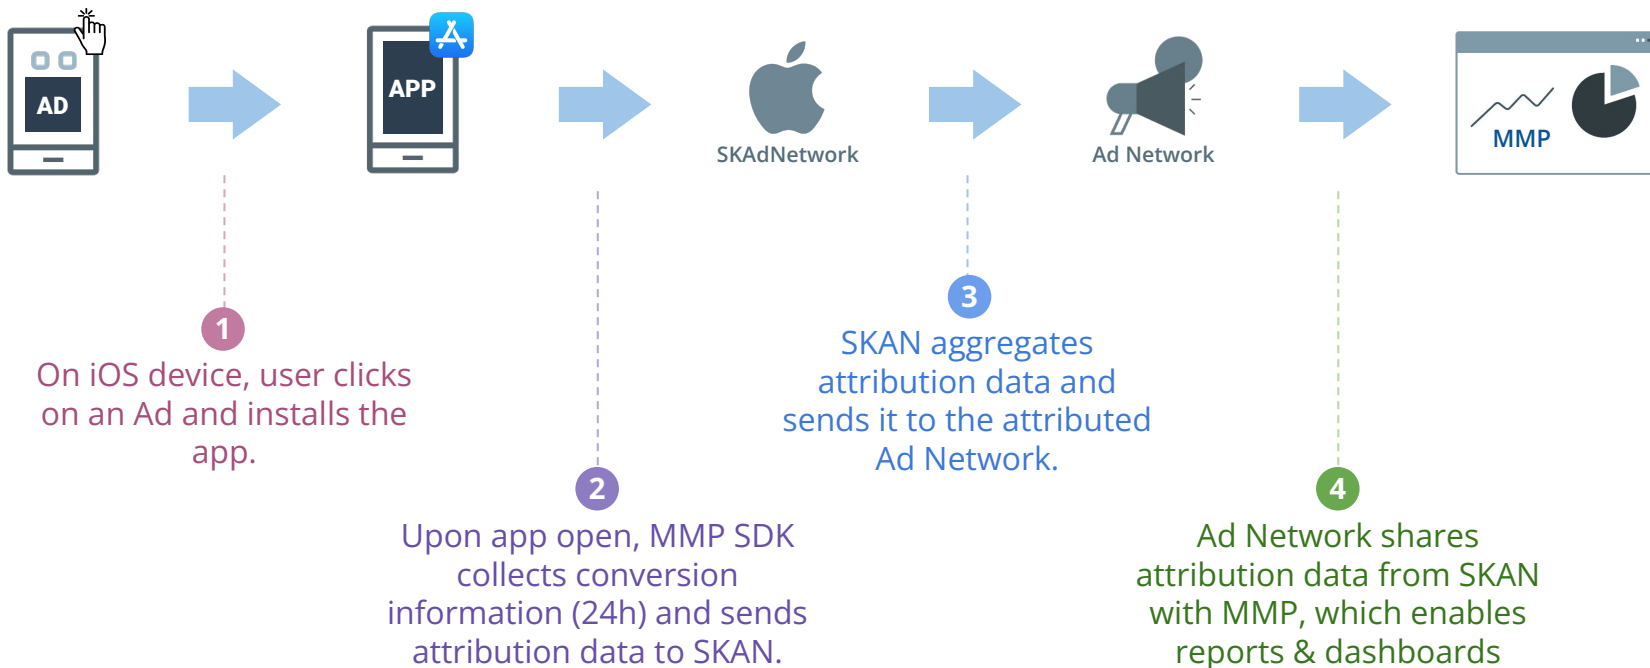 AD
APP
SKAdNetwork
Ad Network
MMP
1
On iOS device, user clicks
on an Ad and installs the
app.
2
Upon app open, MMP SDK
collects conversion
information (24h) and sends
attribution data to SKAN.
3
SKAN aggregates
attribution data and
sends it to the attributed
Ad Network.
4
Ad Network shares
attribution data from SKAN
with MMP, which enables
reports & dashboards